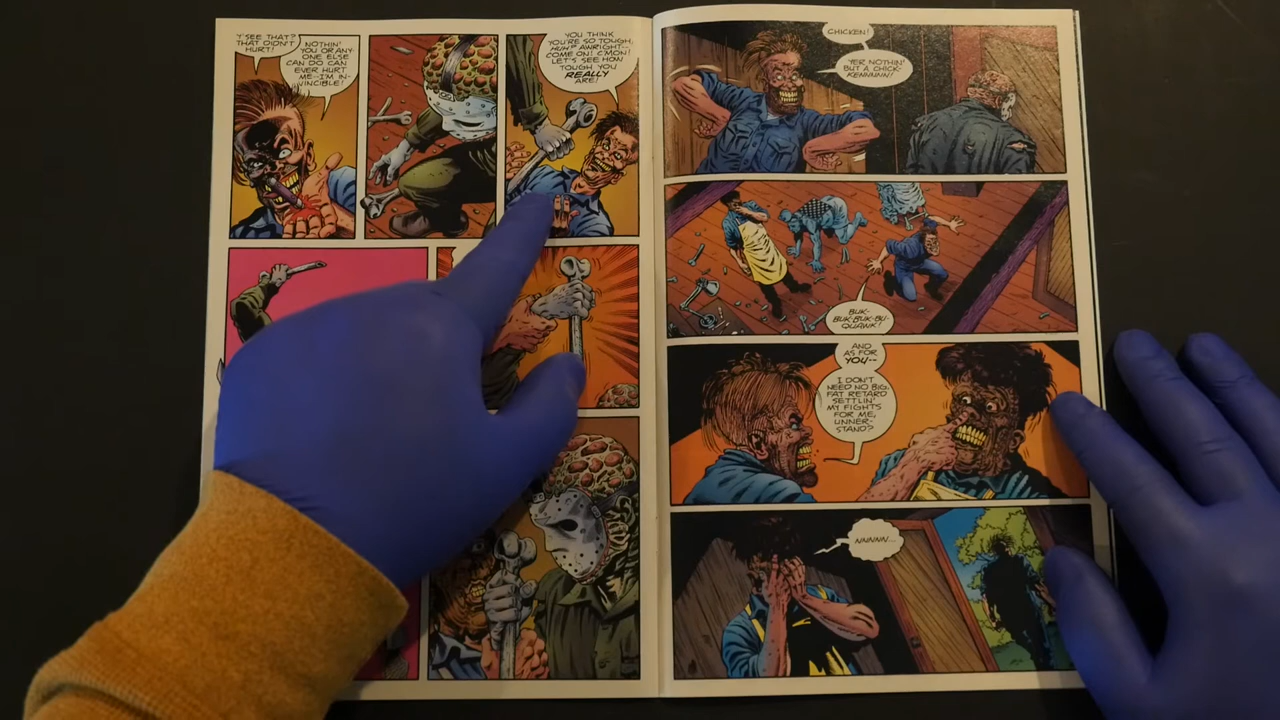 Y'SEE THAT?
THAT DIDN'T
HURT!
NOTHIN'
YOU OR ANY-
ONE ELSE
CAN DO CAN
EVER HURT
ME--I'M IN-
VINCIBLE!
YOU THINK
YOU'RE SO TOUGH,
HUH? AWRIGHT--
COME ON! C'MON!
LET'S SEE HOW
TOUGH YOU
REALLY
ARE!
CHICKEN!
YER NOTHIN'
BUT A CHICK-
KENNNNN!
BUK-
BUK-BUK-BU-
QUAWK!
AND
AS FOR
YOU--
I DON'T
NEED NO BIG,
FAT RETARD
SETTLIN'
MY FIGHTS
FOR ME,
UNNER-
STAND?
NNNNN...